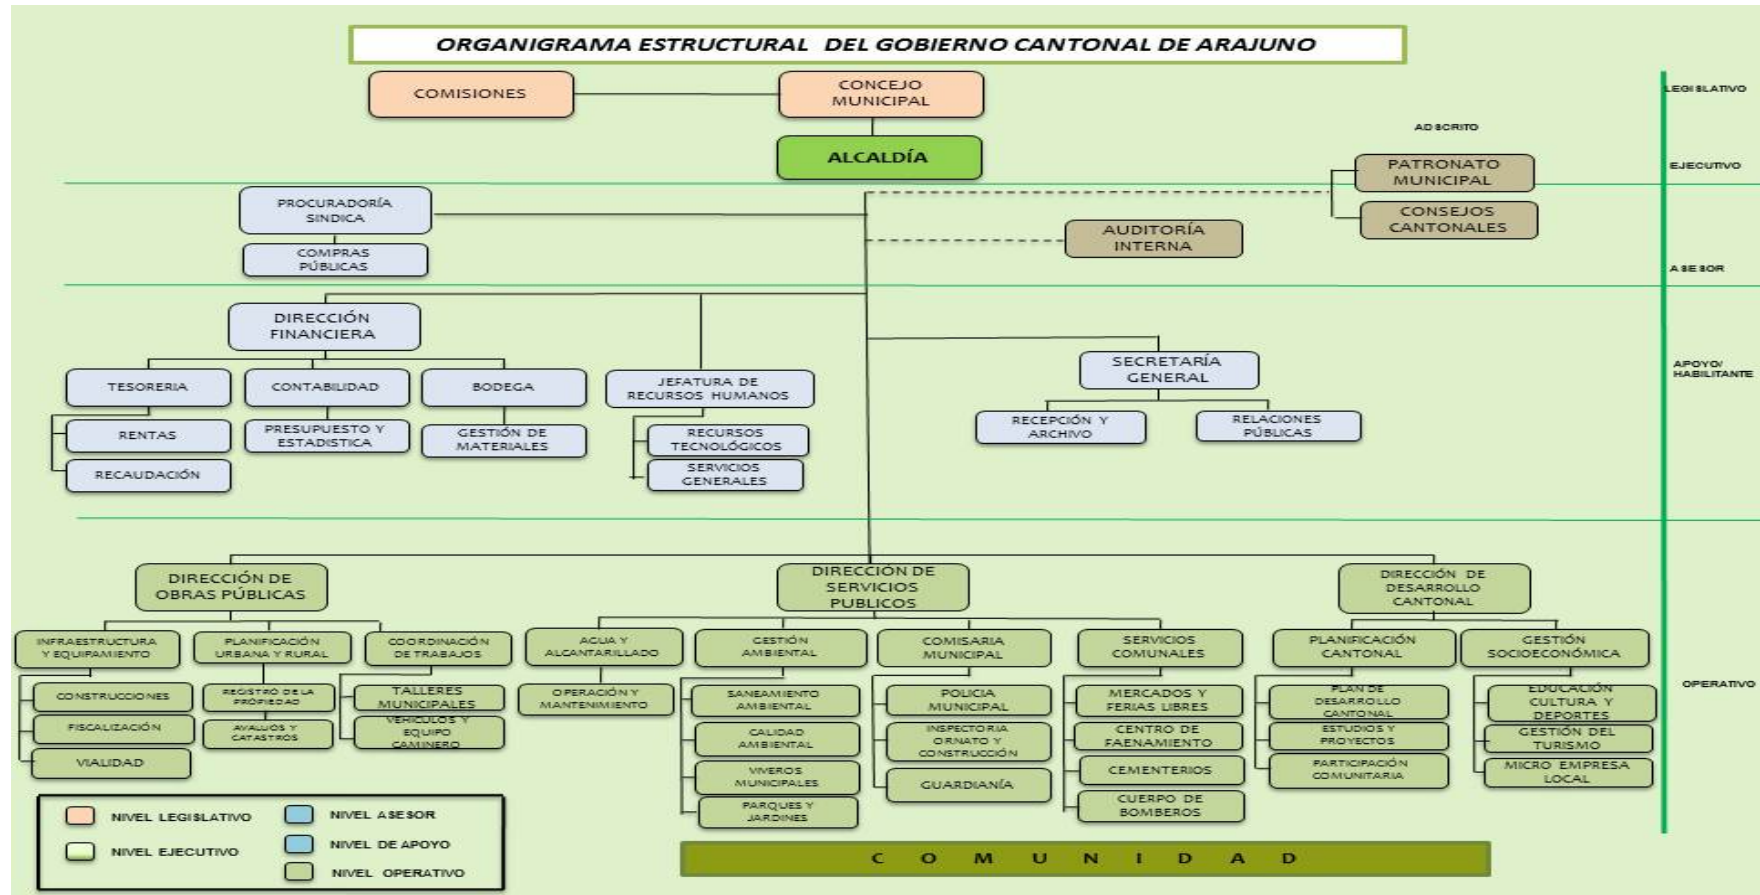 ORGANIGRAMA ESTRUCTURAL DEL GOBIERNO CANTONAL DE ARAJUNO
COMISIONES
CONCEJO
MUNICIPAL
LEGISLATIVO
ADSCRITO
ALCALDÍA
PATRONATO
MUNICIPAL
EJECUTIVO
PROCURADORÍA
SINDICA
CONSEJOS
CANTONALES
AUDITORÍA
INTERNA
COMPRAS
PÚBLICAS
ASESOR
DIRECCIÓN
FINANCIERA
SECRETARÍA
GENERAL
APOYO/
HABILITANTE
TESORERIA
CONTABILIDAD
BODEGA
JEFATURA DE
RECURSOS HUMANOS
RENTAS
PRESUPUESTO Y
ESTADISTICA
GESTIÓN DE
MATERIALES
RECURSOS
TECNOLÓGICOS
RECEPCIÓN Y
ARCHIVO
RELACIONES
PÚBLICAS
RECAUDACIÓN
SERVICIOS
GENERALES
DIRECCIÓN DE
OBRAS PÚBLICAS
DIRECCIÓN DE
SERVICIOS
PUBLICOS
DIRECCIÓN DE
DESARROLLO
CANTONAL
INFRAESTRUCTURA
Y EQUIPAMIENTO
PLANIFICACIÓN
URBANA Y RURAL
COORDINACIÓN
DE TRABAJOS
AGUA Y
ALCANTARILLADO
GESTIÓN
AMBIENTAL
COMISARIA
MUNICIPAL
SERVICIOS
COMUNALES
PLANIFICACIÓN
CANTONAL
GESTIÓN
SOCIOECONÓMICA
OPERATIVO
CONSTRUCCIONES
REGISTRO DE LA
PROPIEDAD
TALLERES
MUNICIPALES
OPERACIÓN Y
MANTENIMIENTO
SANEAMIENTO
AMBIENTAL
POLICIA
MUNICIPAL
MERCADOS Y
FERIAS LIBRES
PLAN DE
DESARROLLO
CANTONAL
EDUCACIÓN
CULTURA Y
DEPORTES
FISCALIZACIÓN
AVALUOS Y
CATASTROS
VEHICULOS Y
EQUIPO
CAMINERO
CALIDAD
AMBIENTAL
INSPECTORIA
ORNATO Y
CONSTRUCCIÓN
CENTRO DE
FAENAMIENTO
ESTUDIOS Y
PROYECTOS
GESTIÓN DEL
TURISMO
VIALIDAD
VIVEROS
MUNICIPALES
GUARDIANÍA
CEMENTERIOS
PARTICIPACIÓN
COMUNITARIA
MICRO EMPRESA
LOCAL
PARQUES Y
JARDINES
CUERPO DE
BOMBEROS
NIVEL LEGISLATIVO
NIVEL ASESOR
NIVEL EJECUTIVO
NIVEL DE APOYO
NIVEL OPERATIVO
COMUNIDAD